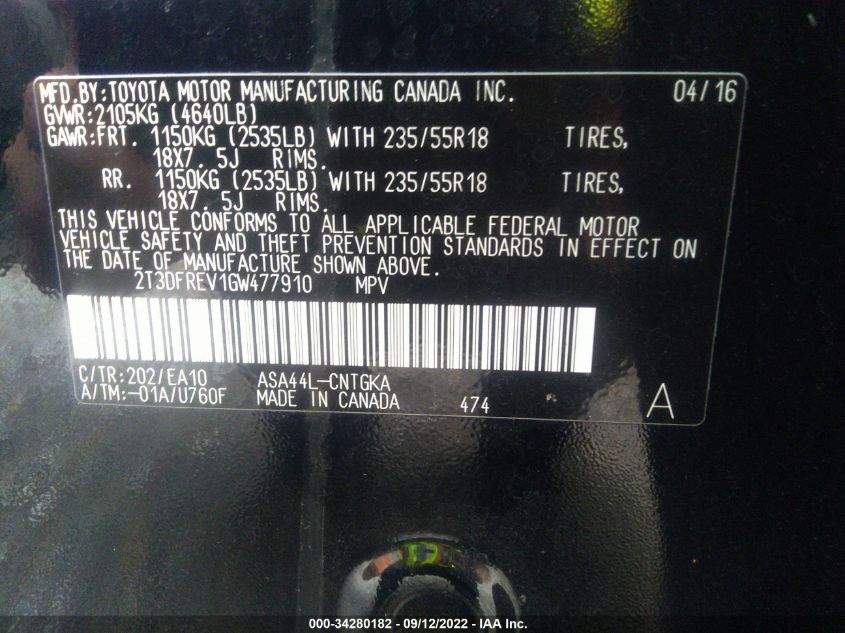 MFD.BY:TOYOTA MOTOR MANUFACTURING CANADA INC. 04/16
GVWR:2105KG (4640LB)
GAWR:FRT. 1150KG (2535LB) WITH 235/55R18 TIRES,
18X7.5J RIMS.
RR. 1150KG (2535LB) WITH 235/55R18 TIRES,
18X7.5J RIMS.
THIS VEHICLE CONFORMS TO ALL APPLICABLE FEDERAL MOTOR
VEHICLE SAFETY AND THEFT PREVENTION STANDARDS IN EFFECT ON
THE DATE OF MANUFACTURE SHOWN ABOVE.
2T3DFREV1GW477910 MPV
C/TR:202/EA10 ASA44L-CNTGKA
A/TM:-01A/U760F MADE IN CANADA 474 A
000-34280182 - 09/12/2022 - IAA Inc.